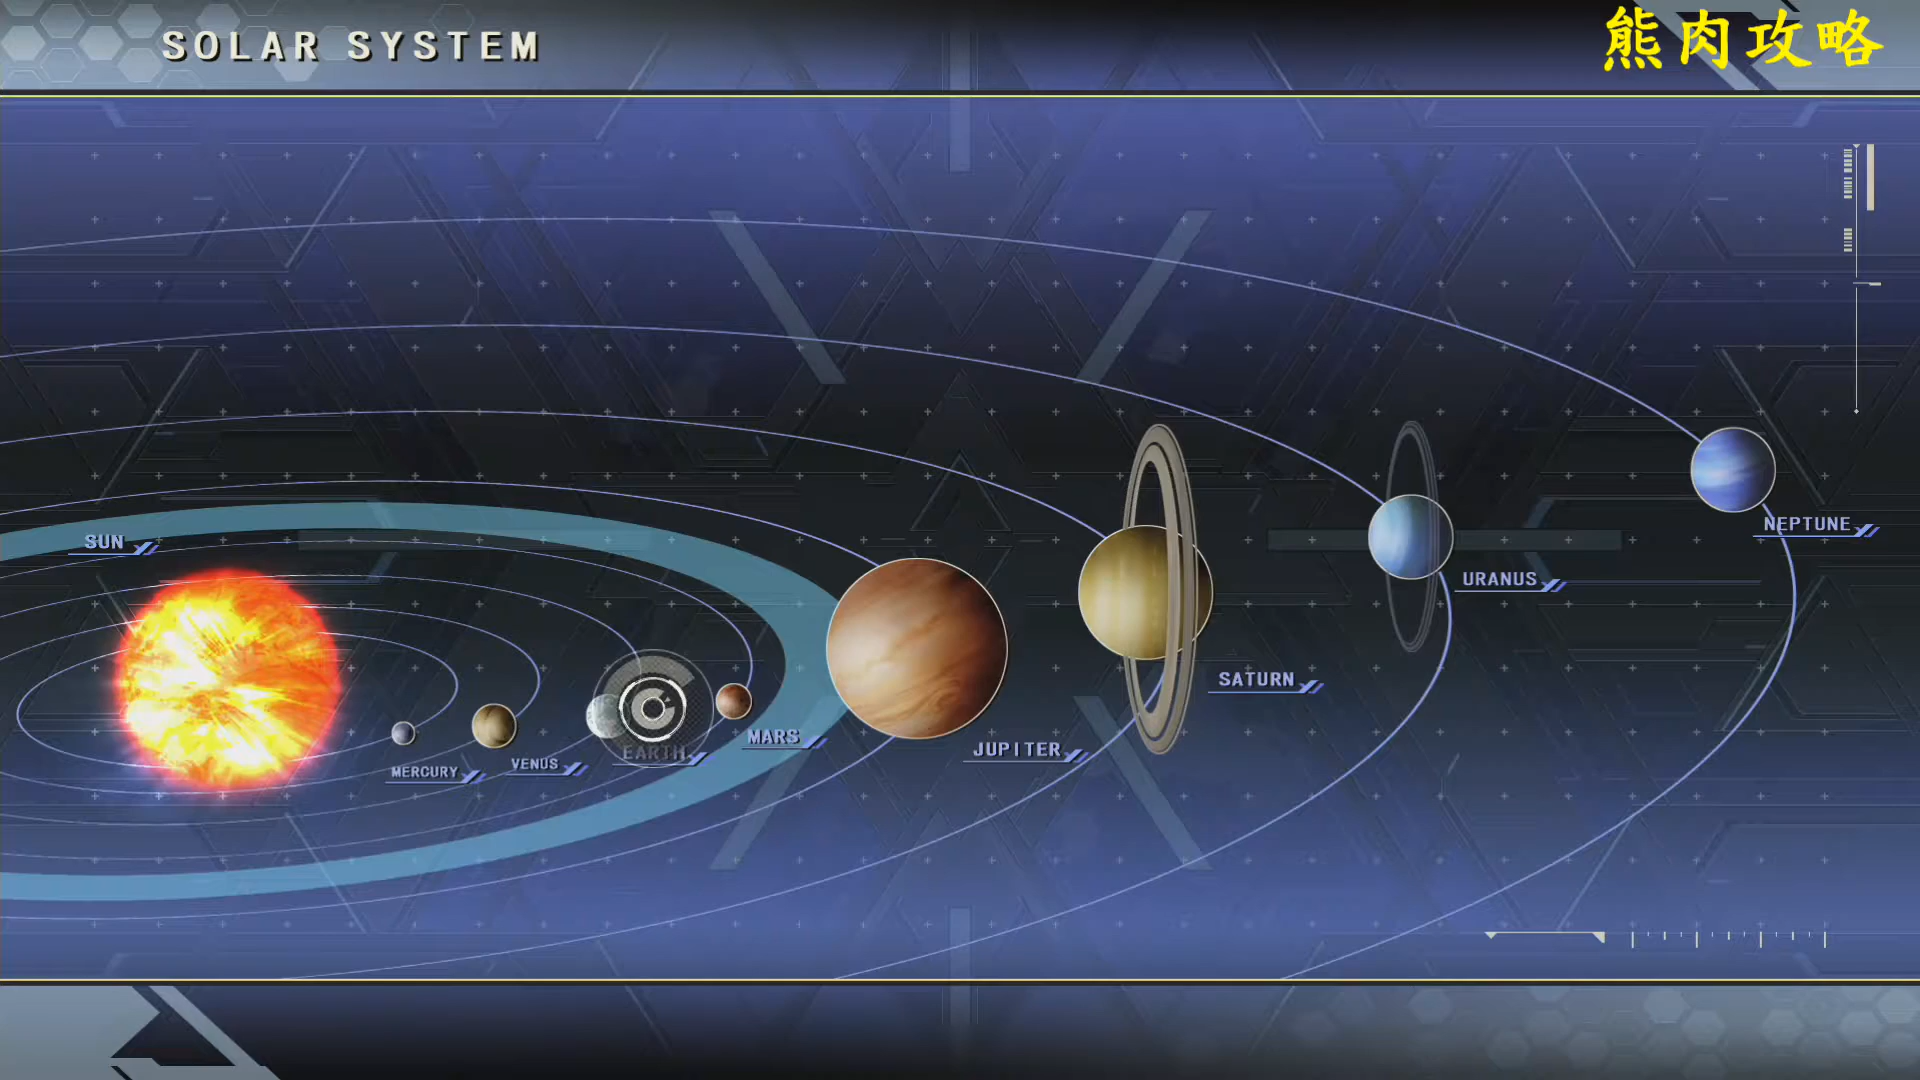 SOLAR SYSTEM
熊肉攻略
SUN
NEPTUNE
URANUS
SATURN
MARS
JUPITER
EARTH
VENUS
MERCURY